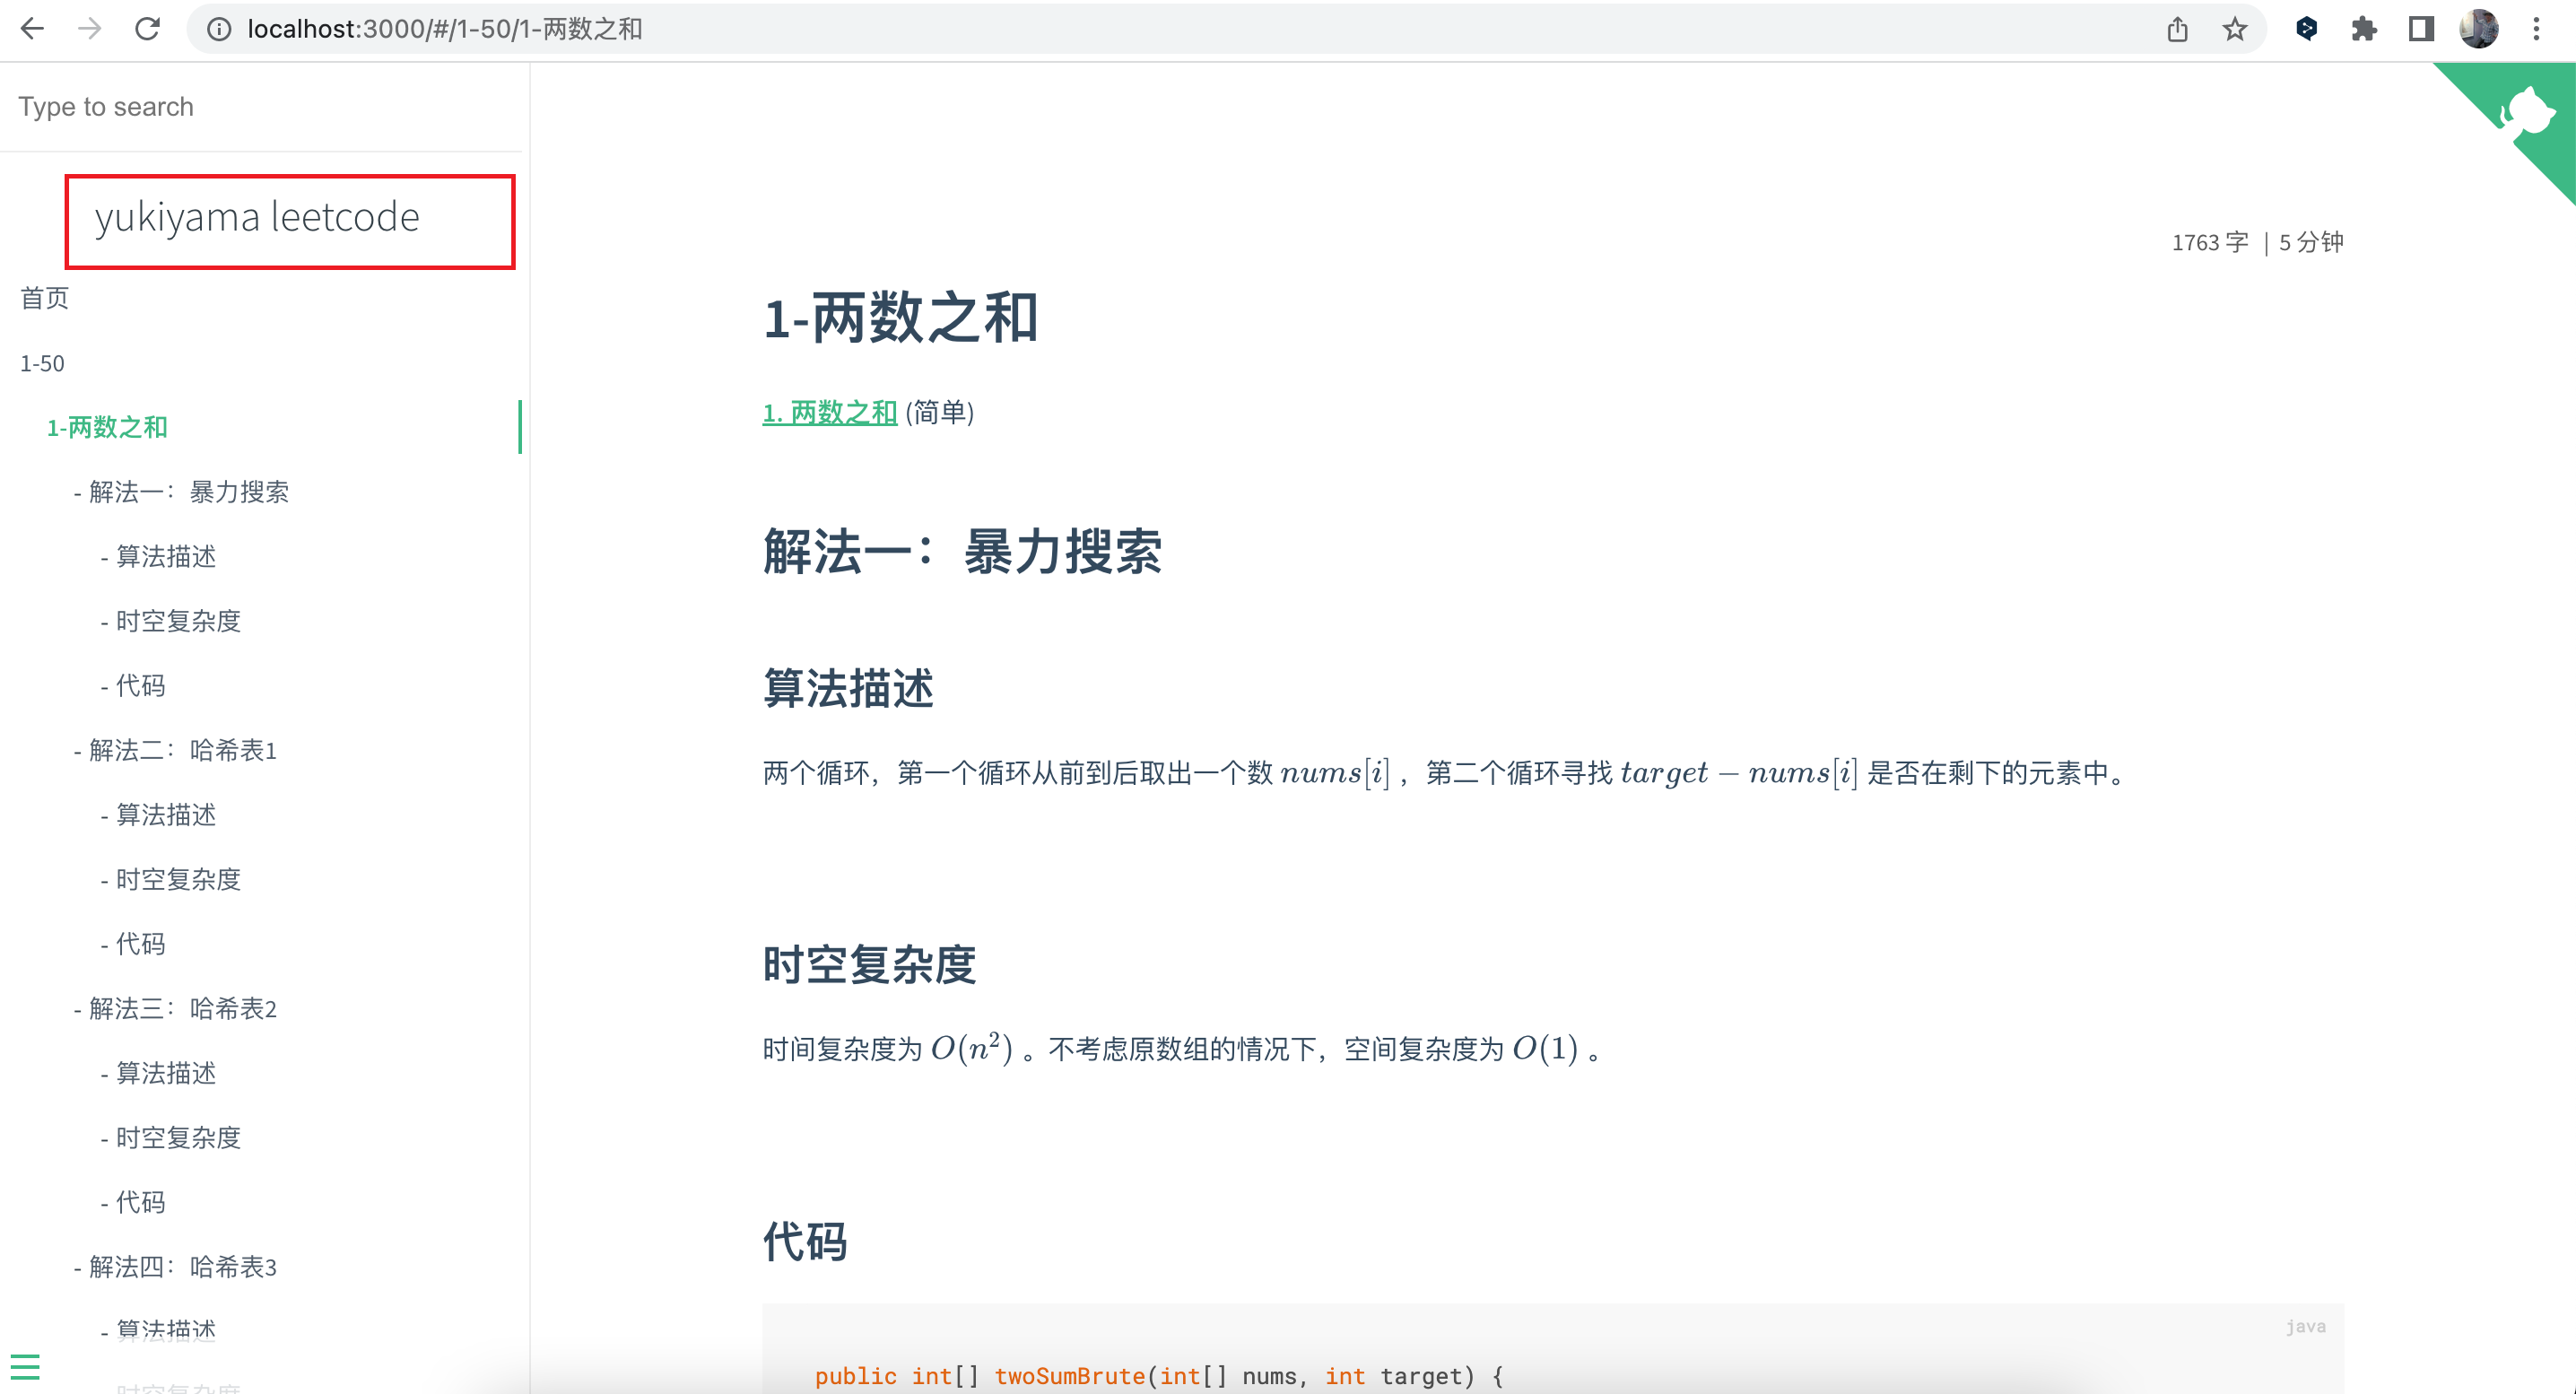 localhost:3000/#/1-50/1-两数之和
Type to search
yukiyama leetcode
首页
1-50
1-两数之和
- 解法一：暴力搜索
- 算法描述
- 时空复杂度
- 代码
- 解法二：哈希表1
- 算法描述
- 时空复杂度
- 代码
- 解法三：哈希表2
- 算法描述
- 时空复杂度
- 代码
- 解法四：哈希表3
- 算法描述
- 时空复杂度
1763 字 | 5 分钟
1-两数之和
1. 两数之和 (简单)
解法一：暴力搜索
算法描述
两个循环，第一个循环从前到后取出一个数 nums[i] ，第二个循环寻找 target − nums[i] 是否在剩下的元素中。
时空复杂度
时间复杂度为 O(n²) 。不考虑原数组的情况下，空间复杂度为 O(1) 。
代码
java
public int[] twoSumBrute(int[] nums, int target) {